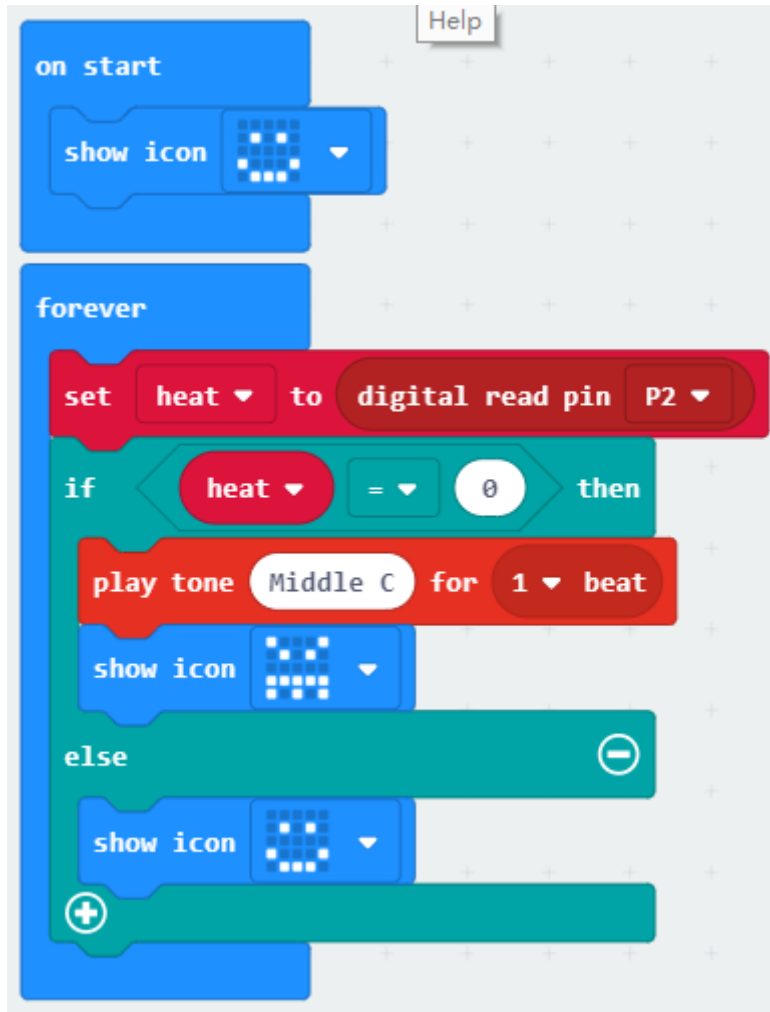 Help
on start
show icon
forever
set heat to digital read pin P2
if heat = 0 then
play tone Middle C for 1 beat
show icon
else
show icon